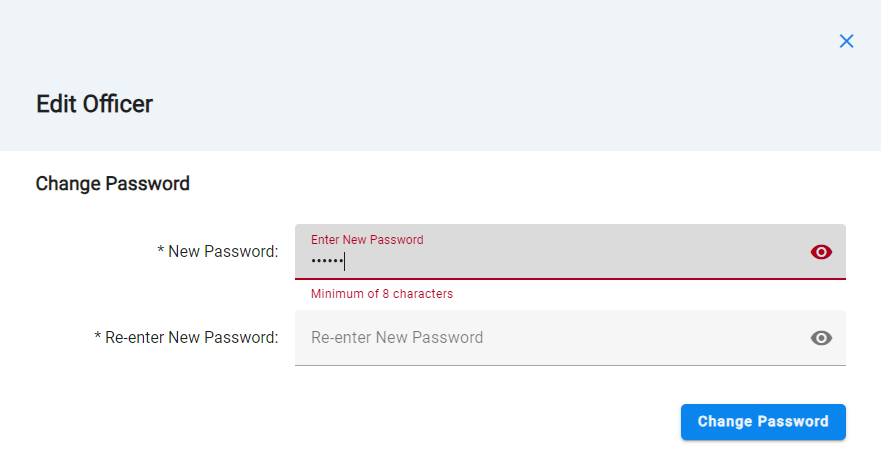 Edit Officer
Change Password
* New Password:
Enter New Password
••••••
Minimum of 8 characters
* Re-enter New Password:
Re-enter New Password
Change Password